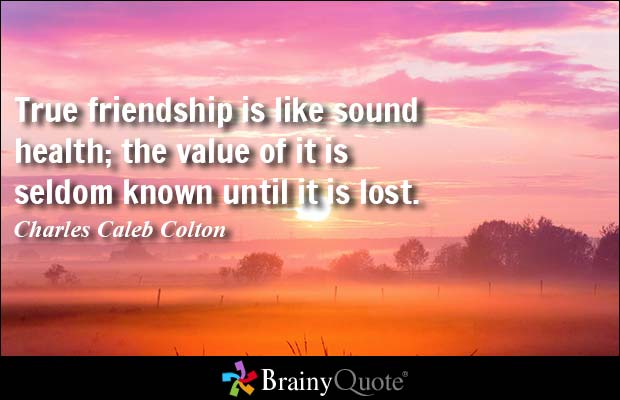 True friendship is like sound
health; the value of it is
seldom known until it is lost.
Charles Caleb Colton
BrainyQuote®